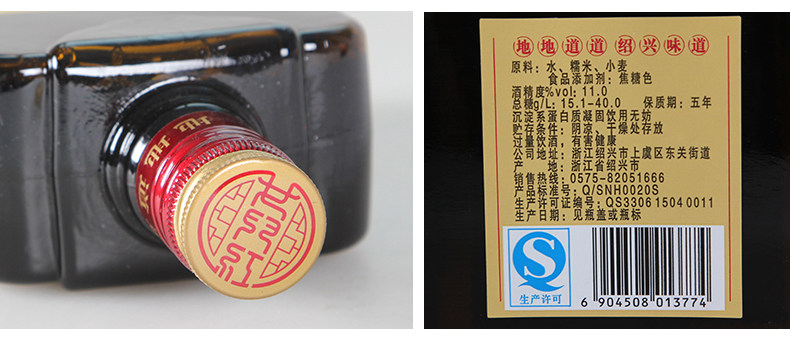 地地道道绍兴味道
原料：水、糯米、小麦
食品添加剂：焦糖色
酒精度%vol：11.0
总糖g/L：15.1-40.0 保质期：五年
沉淀系蛋白质凝固饮用无妨
贮存条件：阴凉、干燥处存放
过量饮酒，有害健康
公司地址：浙江绍兴市上虞区东关街道
产 地：浙江省绍兴市
销售热线：0575-82051666
产品标准号：Q/SNH0020S
生产许可证编号：QS3306 1504 0011
生产日期：见瓶盖或瓶标
生产许可
6 904508 013774